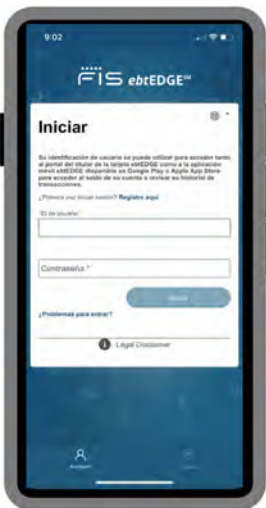 9:02
FIS ebtEDGE℠
Iniciar
Su identificación de usuario se puede utilizar para acceder tanto
al portal del titular de la tarjeta ebtEDGE como a la aplicación
móvil ebtEDGE disponible en Google Play o Apple App Store
para acceder al saldo de su cuenta o revisar su historial de
transacciones.
¿Primera vez iniciar sesión? Registre aquí
ID de usuario
Contraseña *
¿Problemas para entrar?
Legal Disclaimer